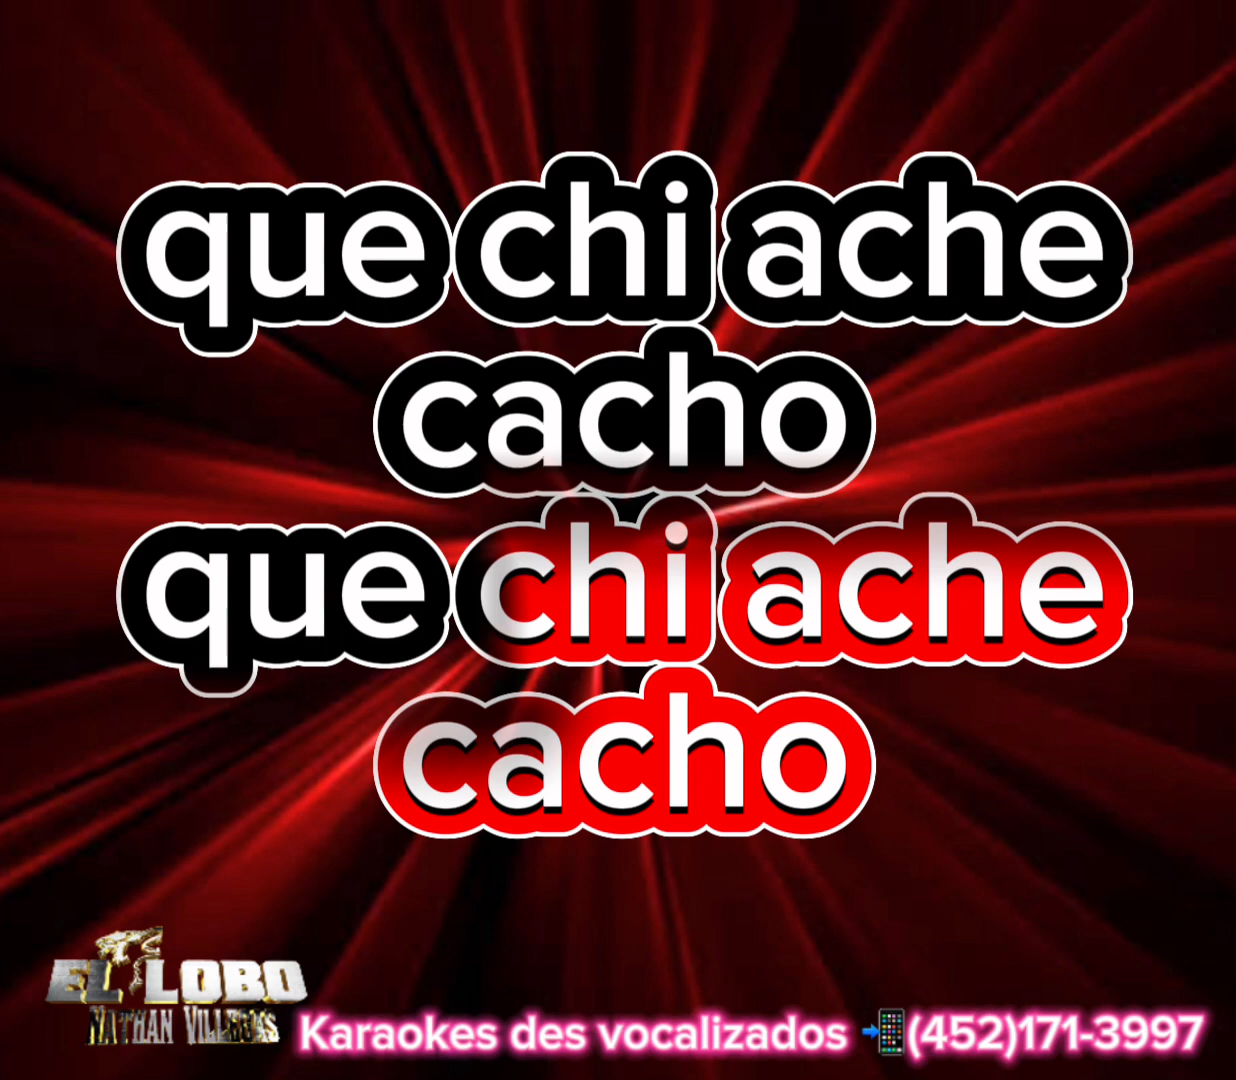 que chi ache
cacho
que chi ache
cacho
EL LOBO
NATHAN VILLEGAS
Karaokes des vocalizados 📲(452)171-3997